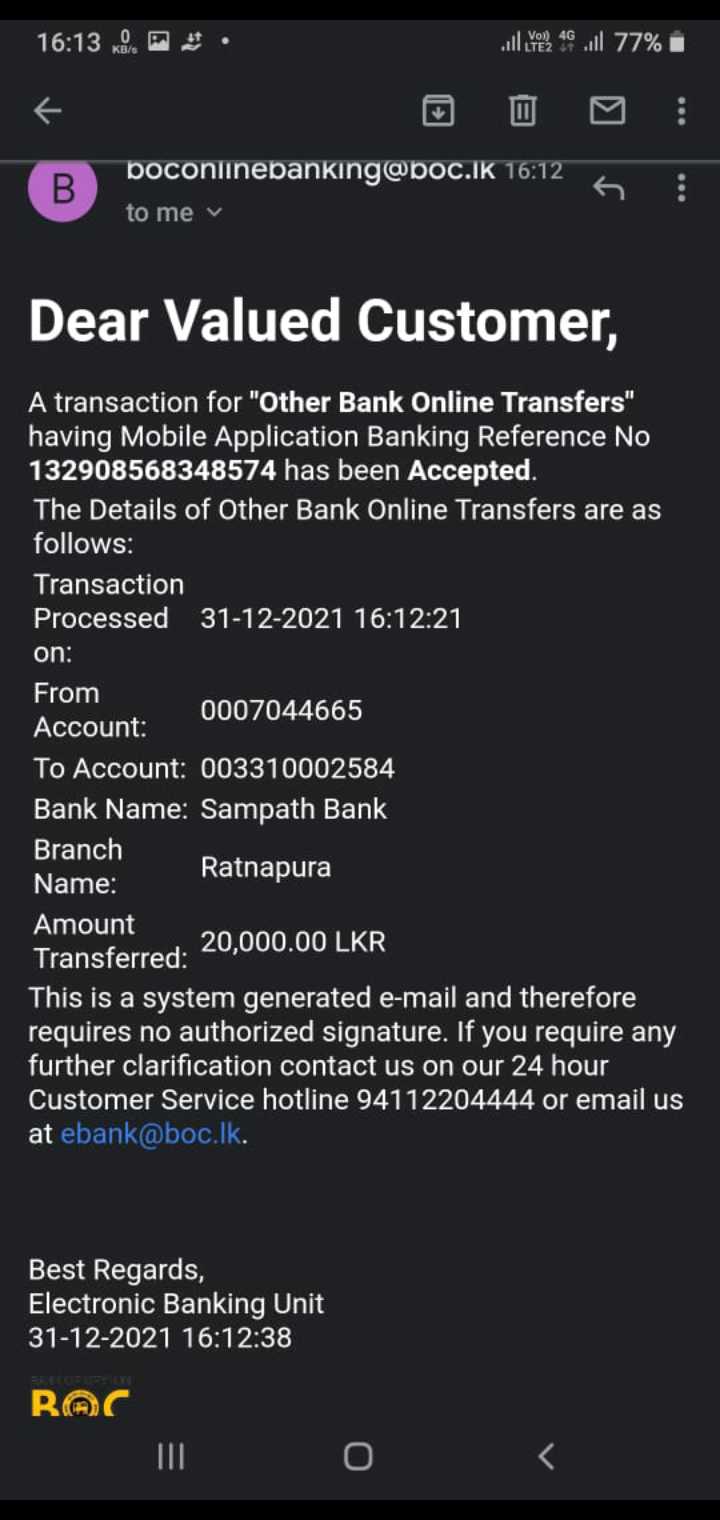 16:13 0 KB/s Vo)) LTE2 4G 77%
B
boconlinebanking@boc.lk 16:12
to me
Dear Valued Customer,
A transaction for "Other Bank Online Transfers"
having Mobile Application Banking Reference No
132908568348574 has been Accepted.
The Details of Other Bank Online Transfers are as
follows:
Transaction
Processed 31-12-2021 16:12:21
on:
From
Account: 0007044665
To Account: 003310002584
Bank Name: Sampath Bank
Branch
Name: Ratnapura
Amount
Transferred: 20,000.00 LKR
This is a system generated e-mail and therefore
requires no authorized signature. If you require any
further clarification contact us on our 24 hour
Customer Service hotline 94112204444 or email us
at ebank@boc.lk.
Best Regards,
Electronic Banking Unit
31-12-2021 16:12:38
BANK OF CEYLON
BOC